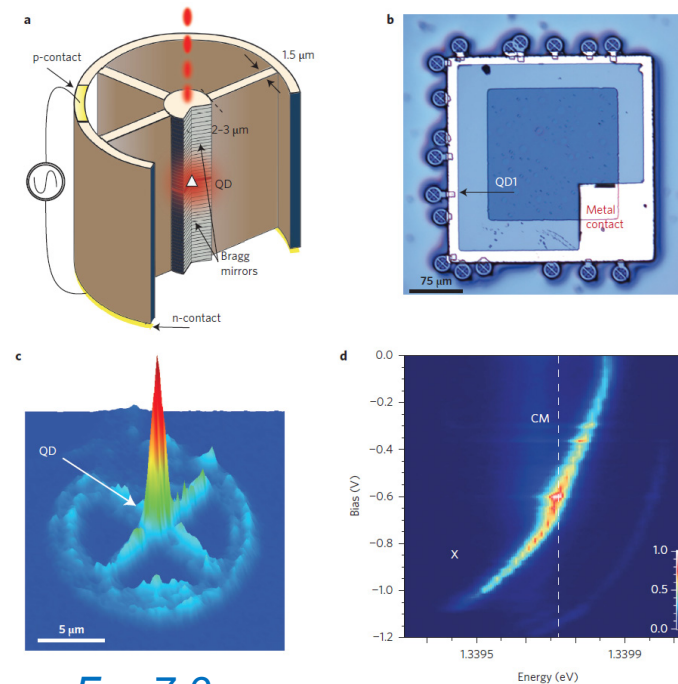 a
p-contact
1.5 μm
2–3 μm
QD
Bragg
mirrors
n-contact
b
QD1
Metal
contact
75 μm
c
QD
5 μm
d
0.0
−0.2
−0.4
−0.6
−0.8
−1.0
−1.2
Bias (V)
CM
X
1.0
0.5
0.0
1.3395
1.3899
Energy (eV)